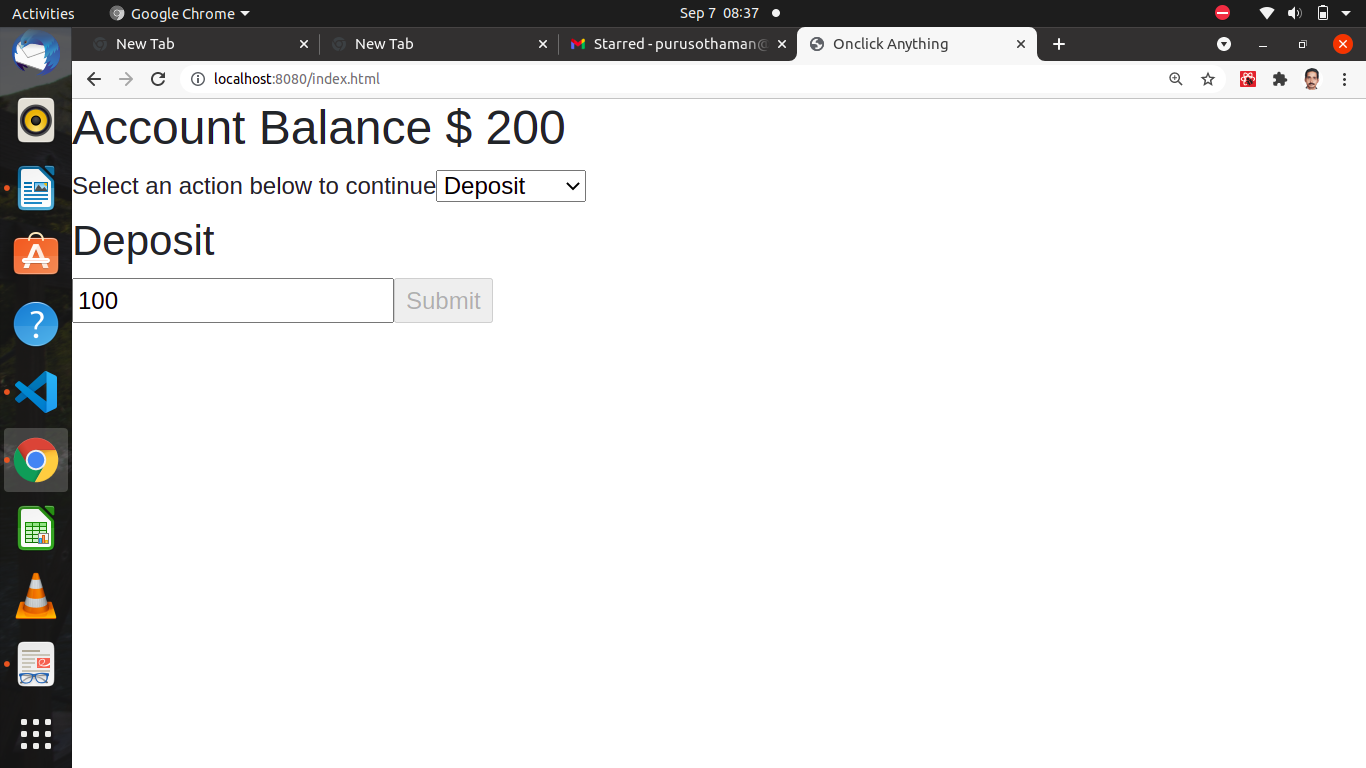 Activities Google Chrome Sep 7 08:37
New Tab New Tab Starred - purusothaman@ Onclick Anything
localhost:8080/index.html
Account Balance $ 200
Select an action below to continue Deposit
Deposit
100 Submit